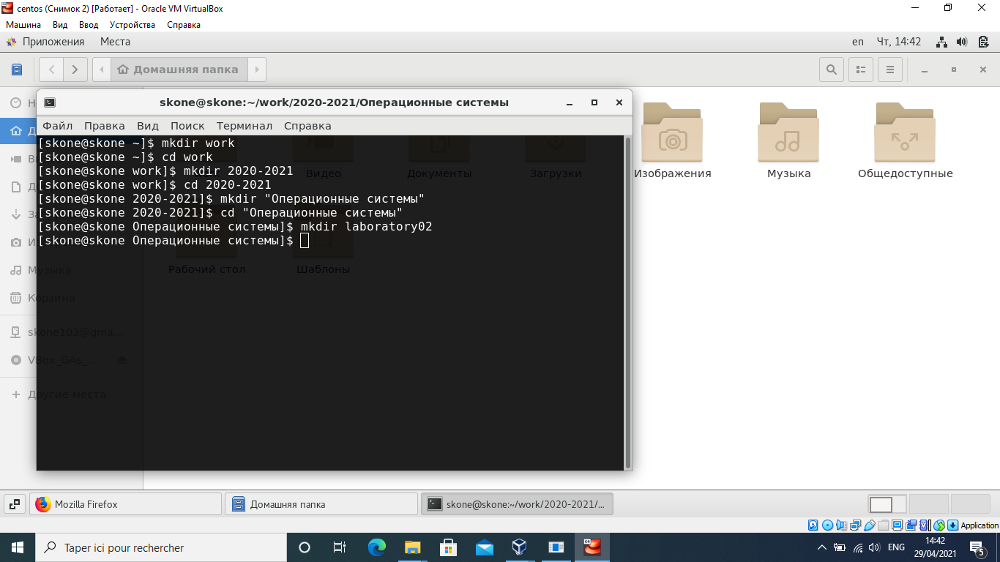 centos (Снимок 2) [Работает] - Oracle VM VirtualBox
Машина Вид Ввод Устройства Справка
Приложения Места en Чт, 14:42
Домашняя папка
skone@skone:~/work/2020-2021/Операционные системы
Файл Правка Вид Поиск Терминал Справка
[skone@skone ~]$ mkdir work
[skone@skone ~]$ cd work
[skone@skone work]$ mkdir 2020-2021
[skone@skone work]$ cd 2020-2021
[skone@skone 2020-2021]$ mkdir "Операционные системы"
[skone@skone 2020-2021]$ cd "Операционные системы"
[skone@skone Операционные системы]$ mkdir laboratory02
[skone@skone Операционные системы]$
Видео Документы Загрузки Изображения Музыка Общедоступные
Рабочий стол Шаблоны
Музыка
Корзина
skone103@gma...
VBox_GAs_...
Другие места
Mozilla Firefox Домашняя папка skone@skone:~/work/2020-2021/...
Application
Taper ici pour rechercher
ENG
14:42
29/04/2021
5